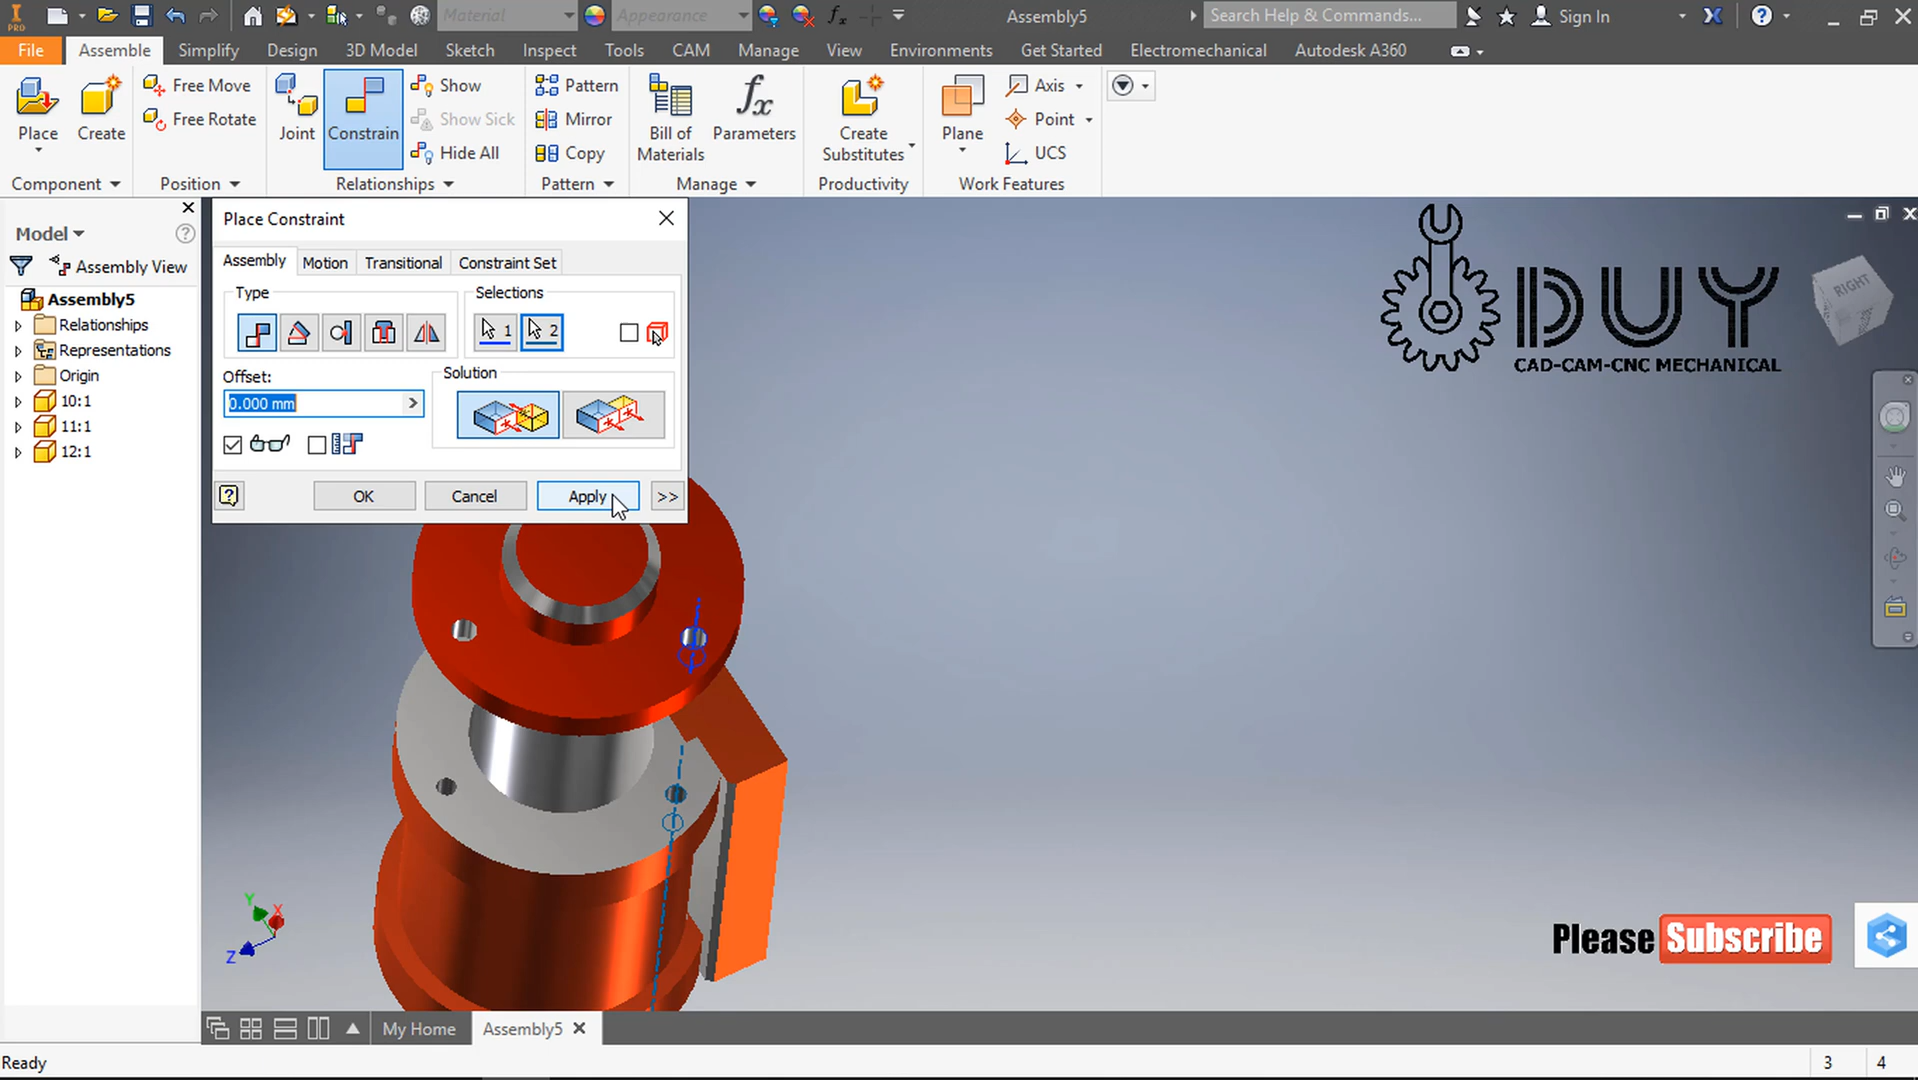 PRO
Material
Appearance
fx
Assembly5
Search Help & Commands...
Sign In
File
Assemble
Simplify
Design
3D Model
Sketch
Inspect
Tools
CAM
Manage
View
Environments
Get Started
Electromechanical
Autodesk A360
Place
Create
Free Move
Free Rotate
Joint
Constrain
Show
Show Sick
Hide All
Pattern
Mirror
Copy
Bill of
Materials
fx
Parameters
Create
Substitutes
Plane
Axis
Point
UCS
Component
Position
Relationships
Pattern
Manage
Productivity
Work Features
Model
Assembly View
Assembly5
Relationships
Representations
Origin
10:1
11:1
12:1
Place Constraint
Assembly
Motion
Transitional
Constraint Set
Type
Selections
1
2
Offset:
0.000 mm
Solution
OK
Cancel
Apply
>>
DUY
CAD-CAM-CNC MECHANICAL
RIGHT
Y
X
Z
Please Subscribe
My Home
Assembly5
Ready
3
4